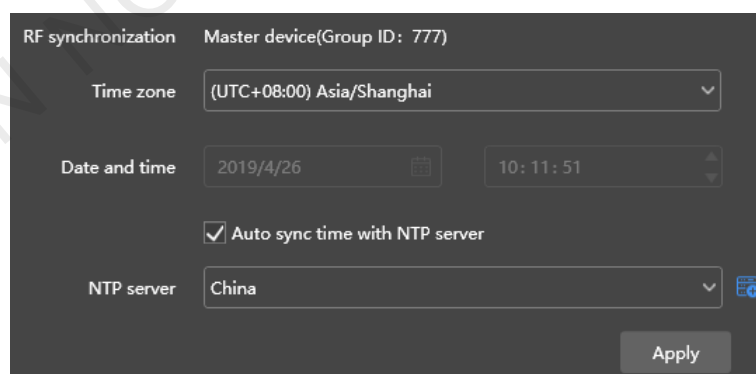 RF synchronization Master device(Group ID: 777)
Time zone (UTC+08:00) Asia/Shanghai
Date and time 2019/4/26 10:11:51
Auto sync time with NTP server
NTP server China
Apply